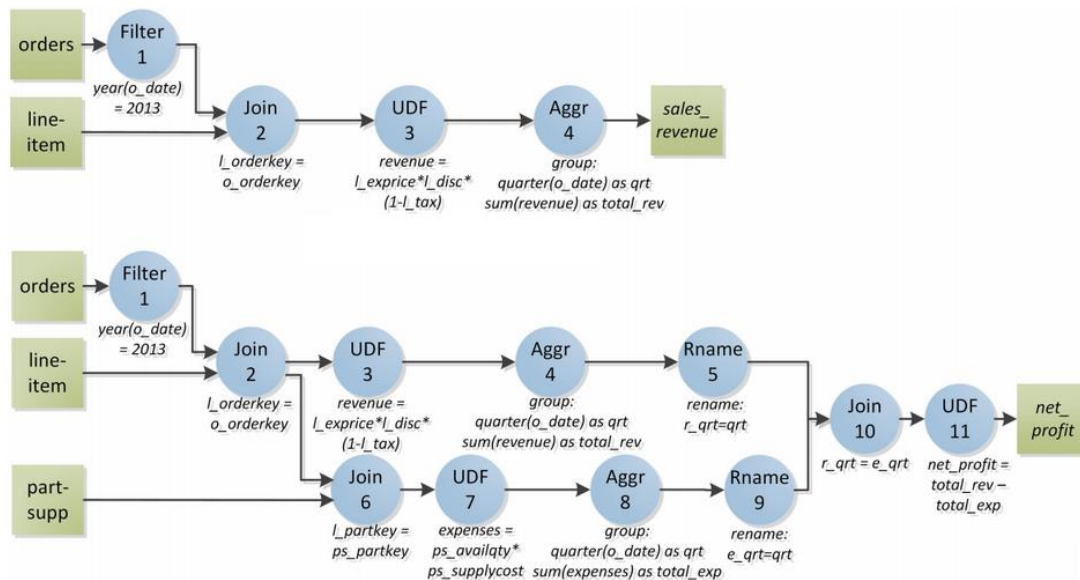 orders
Filter
1
year(o_date)
= 2013
line-
item
Join
2
l_orderkey =
o_orderkey
UDF
3
revenue =
l_exprice*l_disc*
(1-l_tax)
Aggr
4
group:
quarter(o_date) as qrt
sum(revenue) as total_rev
sales_
revenue
orders
Filter
1
year(o_date)
= 2013
line-
item
Join
2
l_orderkey =
o_orderkey
UDF
3
revenue =
l_exprice*l_disc*
(1-l_tax)
Aggr
4
group:
quarter(o_date) as qrt
sum(revenue) as total_rev
Rname
5
rename:
r_qrt=qrt
part-
supp
Join
6
l_partkey =
ps_partkey
UDF
7
expenses =
ps_availqty*
ps_supplycost
Aggr
8
group:
quarter(o_date) as qrt
sum(expenses) as total_exp
Rname
9
rename:
e_qrt=qrt
Join
10
r_qrt = e_qrt
UDF
11
net_profit =
total_rev –
total_exp
net_
profit